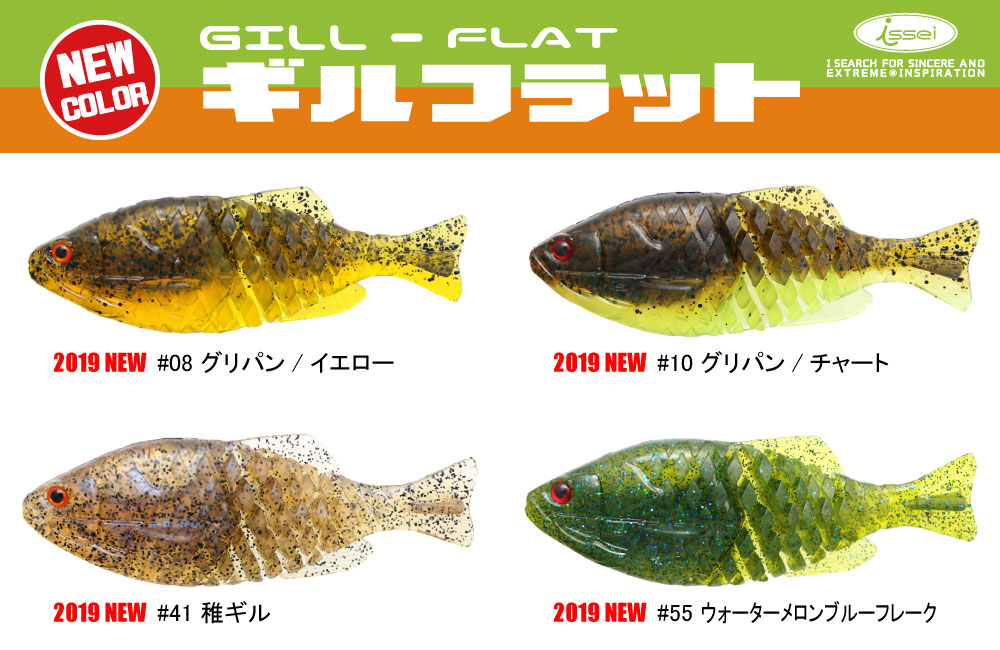 NEW
COLOR
GILL - FLAT
ギルフラット
issei
I SEARCH FOR SINCERE AND
EXTREME®INSPIRATION
2019 NEW #08 グリパン / イエロー
2019 NEW #10 グリパン / チャート
2019 NEW #41 稚ギル
2019 NEW #55 ウォーターメロンブルーフレーク